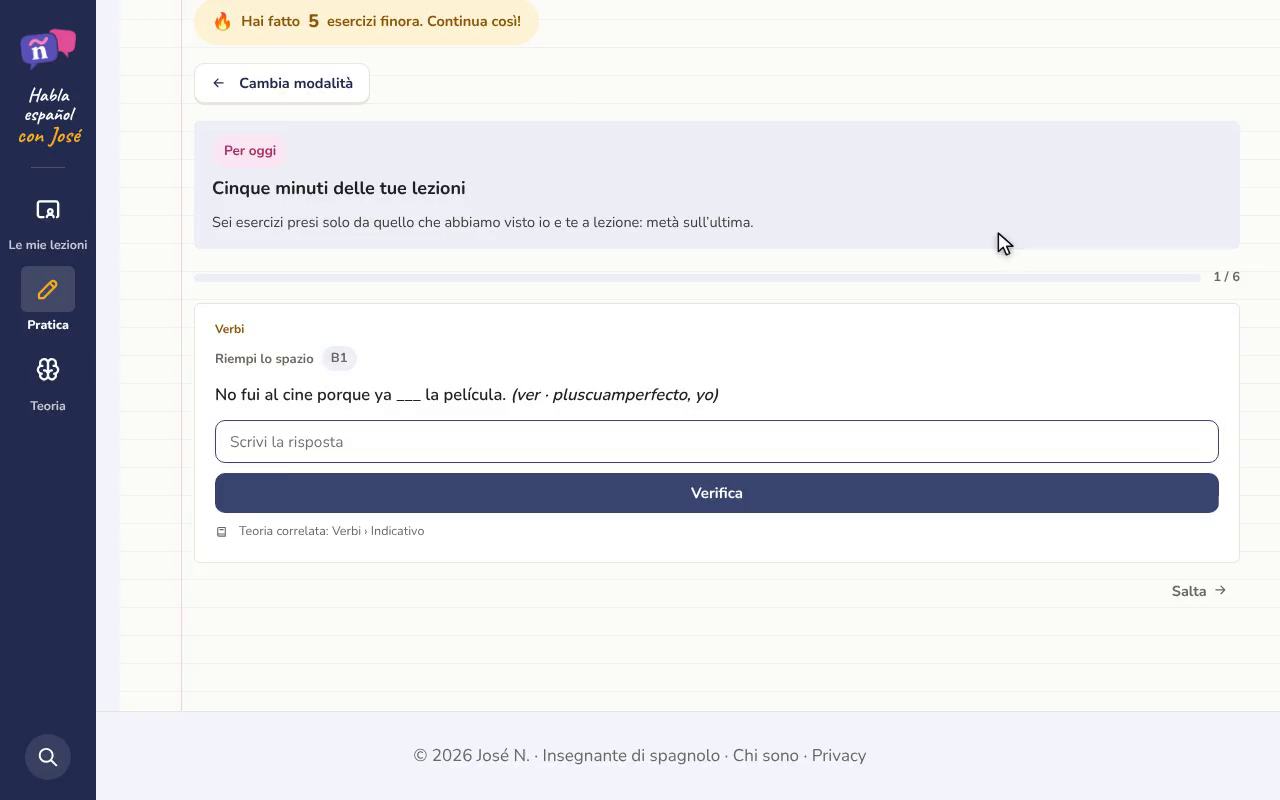 ñ
Habla
español
con José
Le mie lezioni
Pratica
Teoria
🔥 Hai fatto 5 esercizi finora. Continua così!
← Cambia modalità
Per oggi
Cinque minuti delle tue lezioni
Sei esercizi presi solo da quello che abbiamo visto io e te a lezione: metà sull'ultima.
1 / 6
Verbi
Riempi lo spazio B1
No fui al cine porque ya ___ la película. (ver · pluscuamperfecto, yo)
Scrivi la risposta
Verifica
Teoria correlata: Verbi › Indicativo
Salta →
© 2026 José N. · Insegnante di spagnolo · Chi sono · Privacy